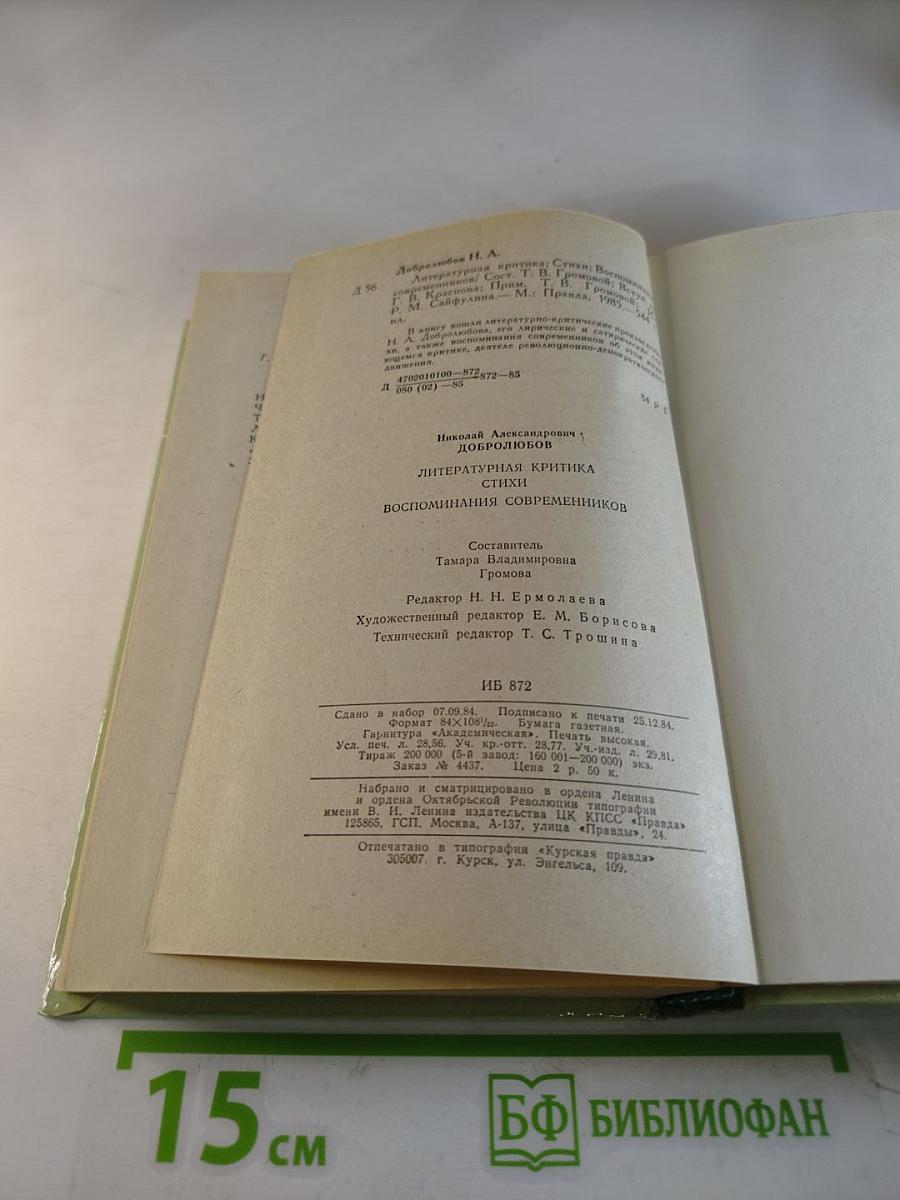 Добролюбов Н. А.
Д 56
Литературная критика; Стихи; Воспоминания
современников/ Сост. Т. В. Громовой; Вступ.
Г. В. Краснова; Прим. Т. В. Громовой,
Р. М. Сайфулина.— М.: Правда, 1985.—544
ил.
В книгу вошли литературно-критические
Н. А. Добролюбова, его лирические и сатирические
хи, а также воспоминания современников об этом
ющемся критике, деятеле революционно-демократического
движения.
Д 4702010100—872 872—85
080 (02) —85
84 Р
Николай Александрович
ДОБРОЛЮБОВ
ЛИТЕРАТУРНАЯ КРИТИКА
СТИХИ
ВОСПОМИНАНИЯ СОВРЕМЕННИКОВ
Составитель
Тамара Владимировна
Громова
Редактор Н. Н. Ермолаева
Художественный редактор Е. М. Борисова
Технический редактор Т. С. Трошина
ИБ 872
Сдано в набор 07.09.84. Подписано к печати 25.12.84.
Формат 84×108¹/₃₂. Бумага газетная.
Гарнитура «Академическая». Печать высокая.
Усл. печ. л. 28,56. Уч. кр.-отт. 28,77. Уч.-изд. л. 29,81.
Тираж 200 000 (5-й завод: 160 001—200 000) экз.
Заказ № 4437. Цена 2 р. 50 к.
Набрано и сматрицировано в ордена Ленина
и ордена Октябрьской Революции типографии
имени В. И. Ленина издательства ЦК КПСС «Правда»
125865, ГСП. Москва, А-137, улица «Правды», 24.
Отпечатано в типографии «Курская правда»
305007. г. Курск, ул. Энгельса, 109.
15 см
БФ БИБЛИОФАН